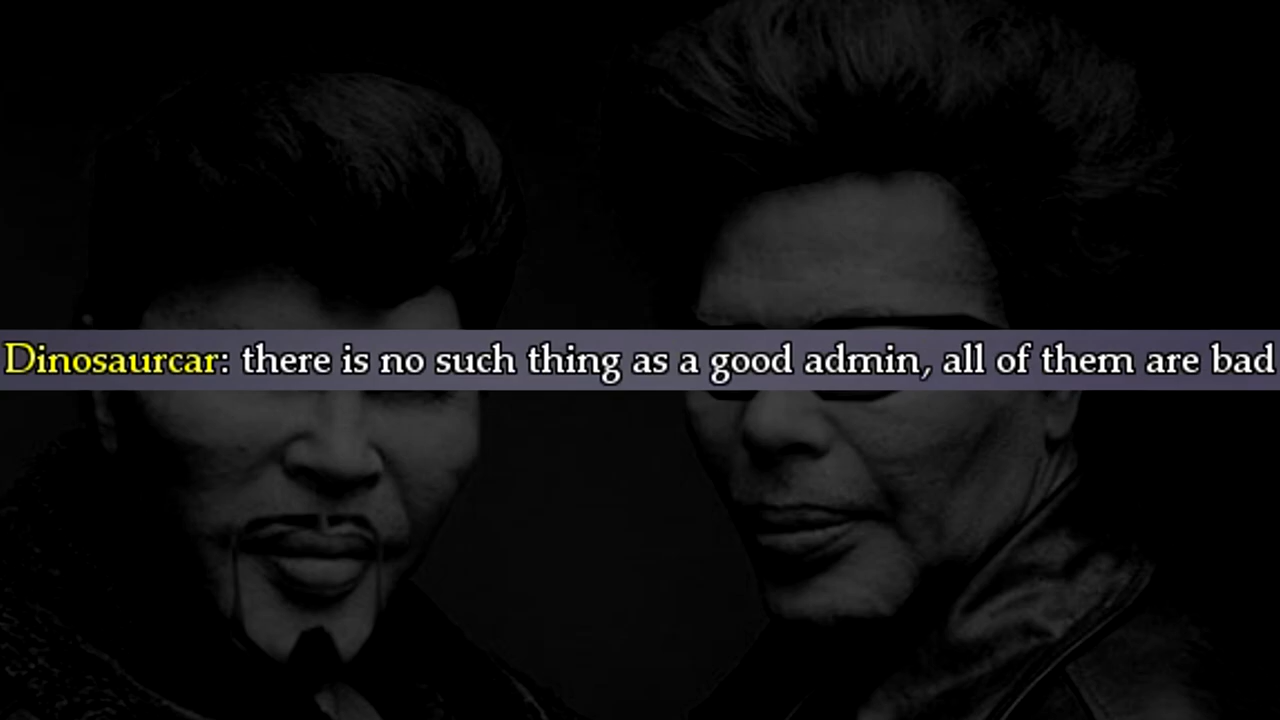 Dinosaurcar: there is no such thing as a good admin, all of them are bad